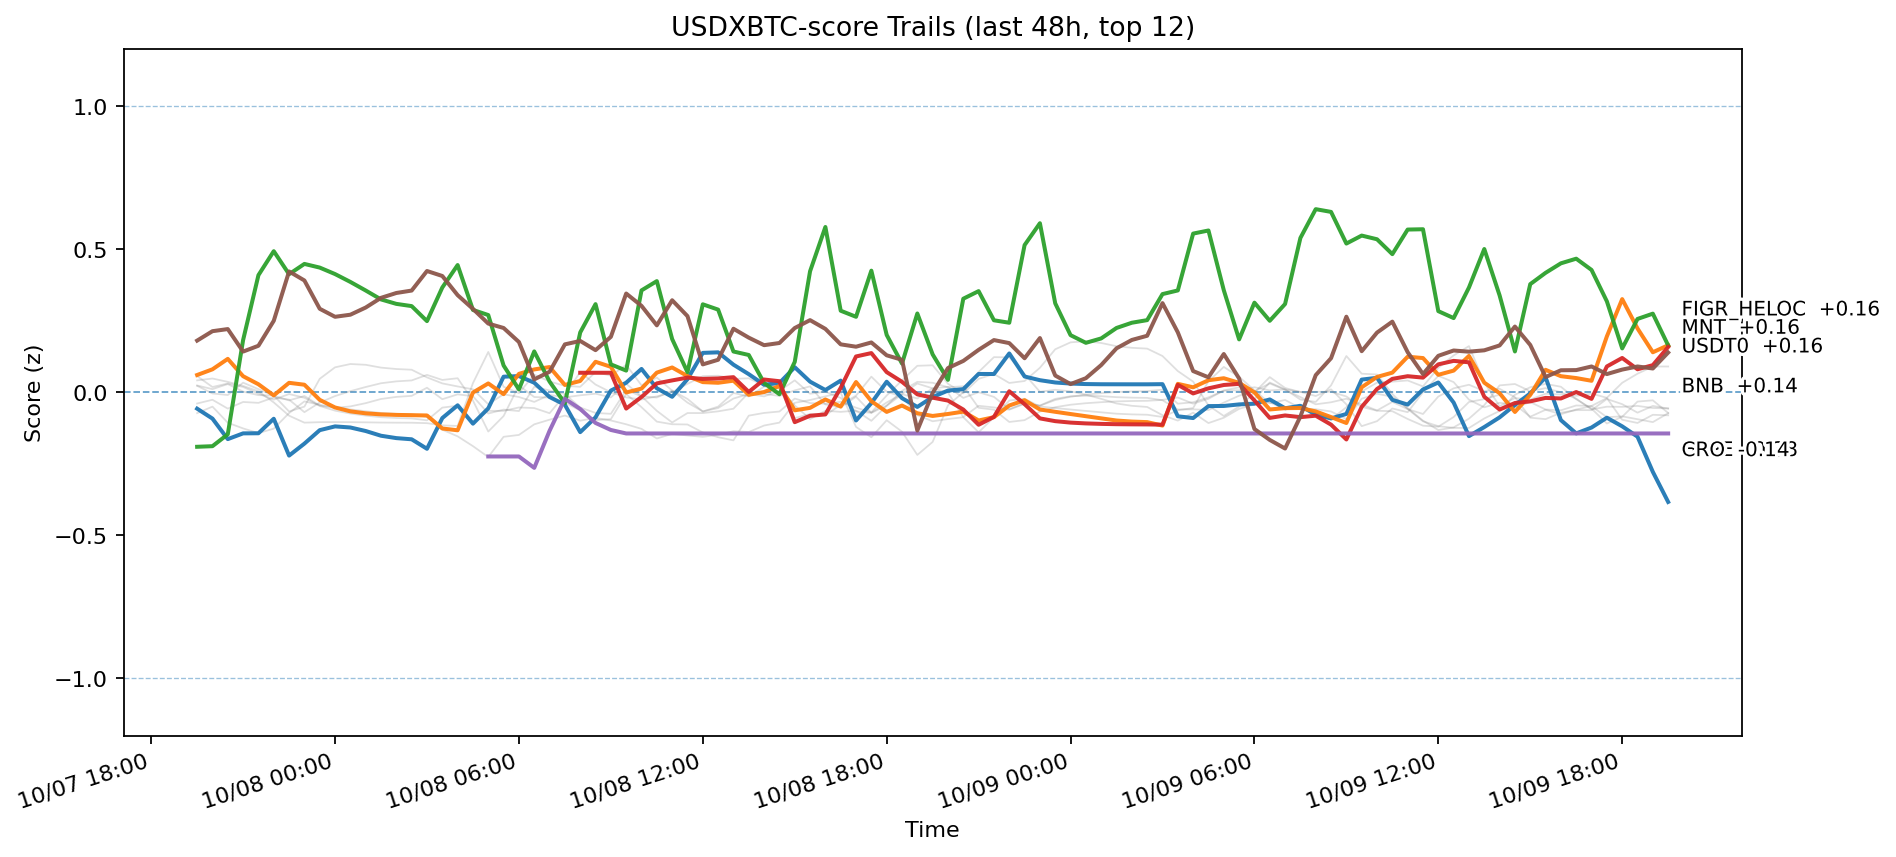 USDXBTC-score Trails (last 48h, top 12)
Score (z)
1.0
0.5
0.0
−0.5
−1.0
FIGR_HELOC +0.16
MNT +0.16
USDT0 +0.16
BNB +0.14
10/07 18:00
10/08 00:00
10/08 06:00
10/08 12:00
10/08 18:00
10/09 00:00
10/09 06:00
10/09 12:00
10/09 18:00
Time